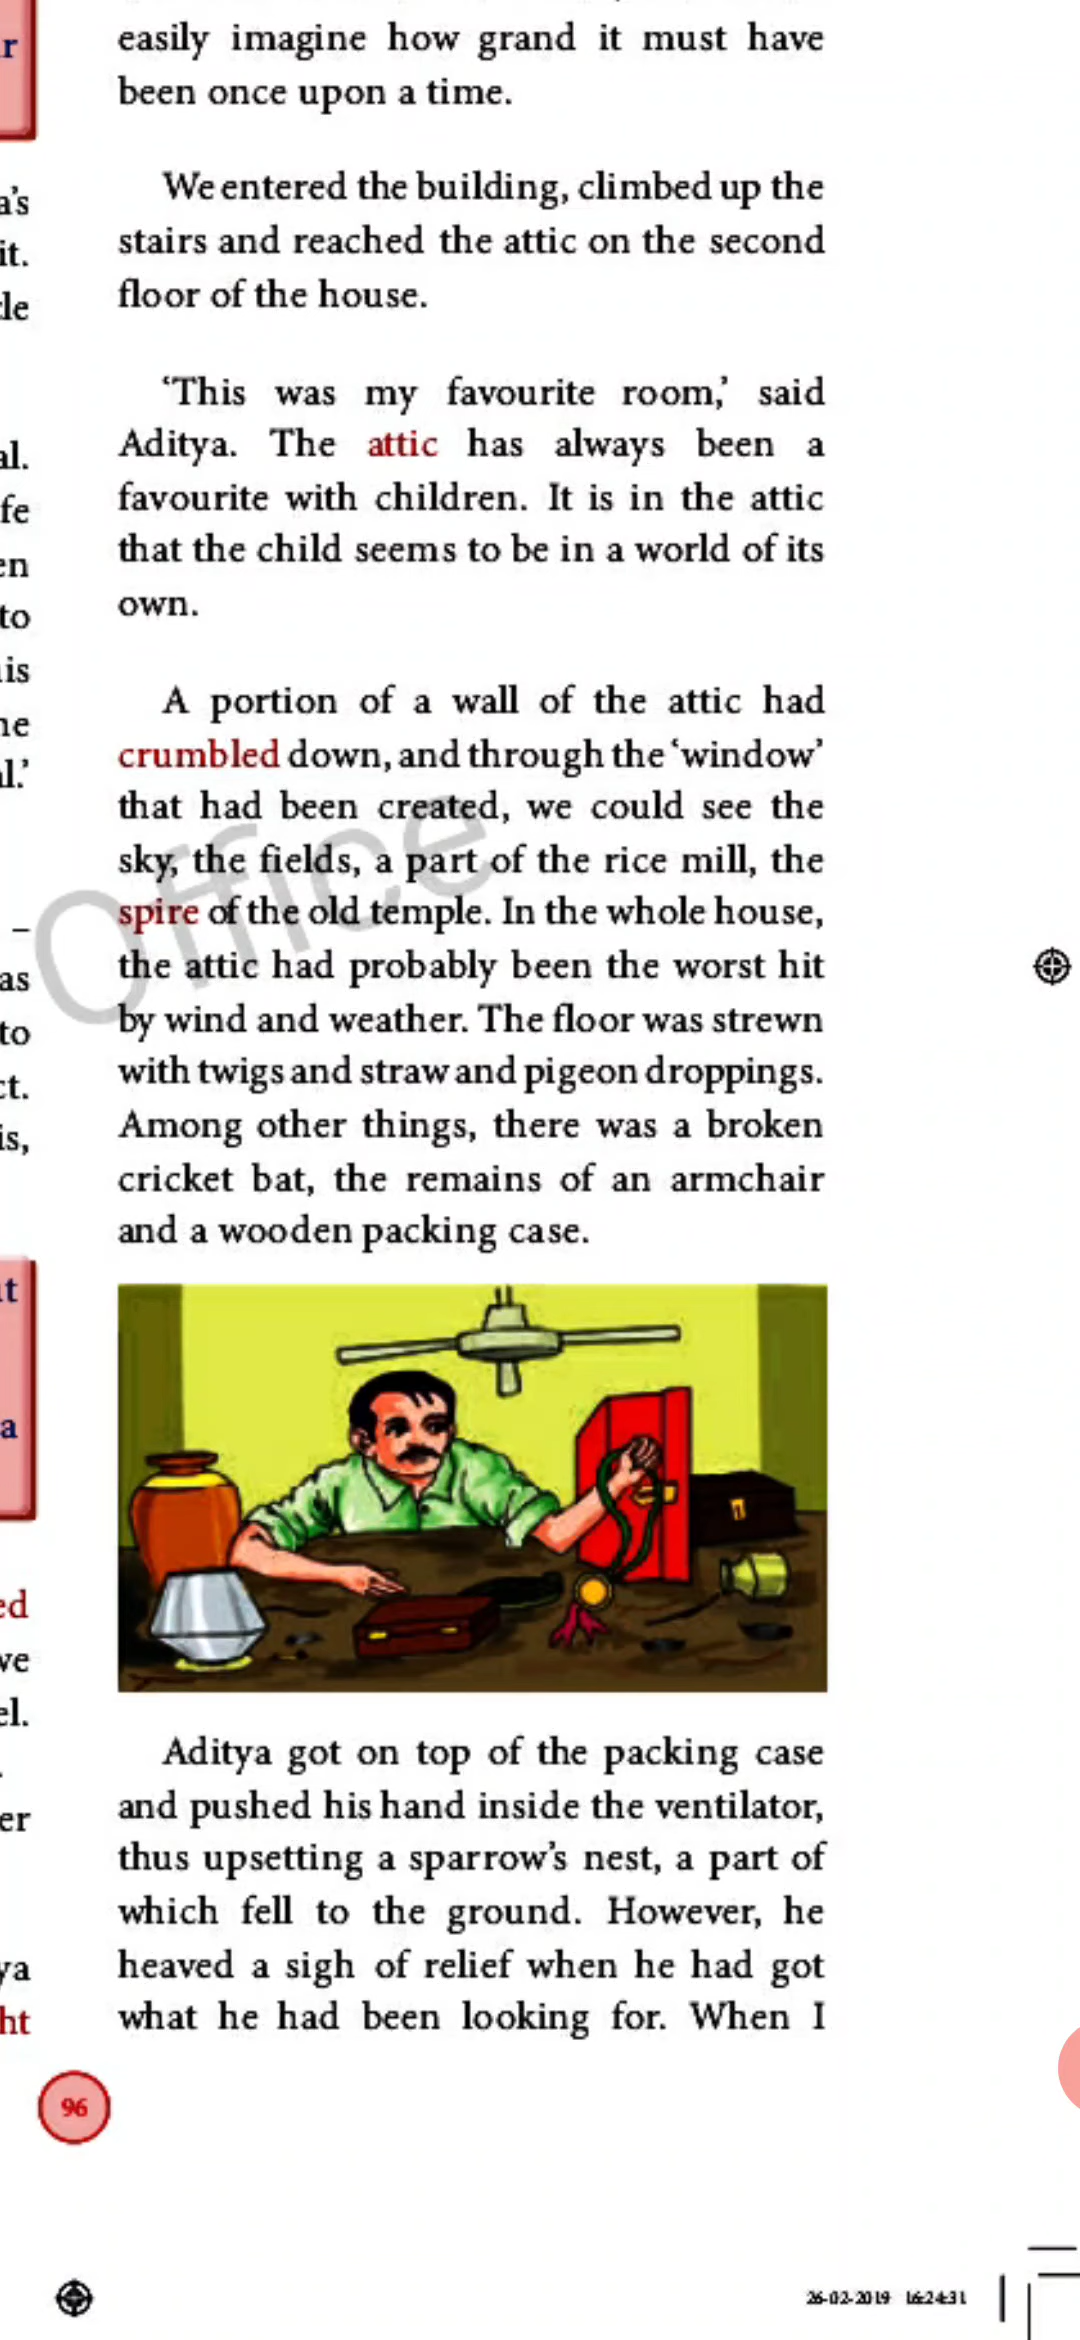 easily imagine how grand it must have
been once upon a time.
We entered the building, climbed up the
stairs and reached the attic on the second
floor of the house.
‘This was my favourite room,’ said
Aditya. The attic has always been a
favourite with children. It is in the attic
that the child seems to be in a world of its
own.
A portion of a wall of the attic had
crumbled down, and through the ‘window’
that had been created, we could see the
sky, the fields, a part of the rice mill, the
spire of the old temple. In the whole house,
the attic had probably been the worst hit
by wind and weather. The floor was strewn
with twigs and straw and pigeon droppings.
Among other things, there was a broken
cricket bat, the remains of an armchair
and a wooden packing case.
Aditya got on top of the packing case
and pushed his hand inside the ventilator,
thus upsetting a sparrow’s nest, a part of
which fell to the ground. However, he
heaved a sigh of relief when he had got
what he had been looking for. When I
96
Office
26-02-2019 16:24:31